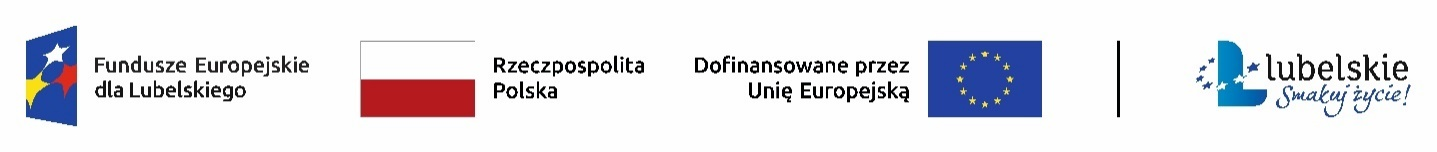 Fundusze Europejskie
dla Lubelskiego
Rzeczpospolita
Polska
Dofinansowane przez
Unię Europejską
lubelskie
Smakuj życie!